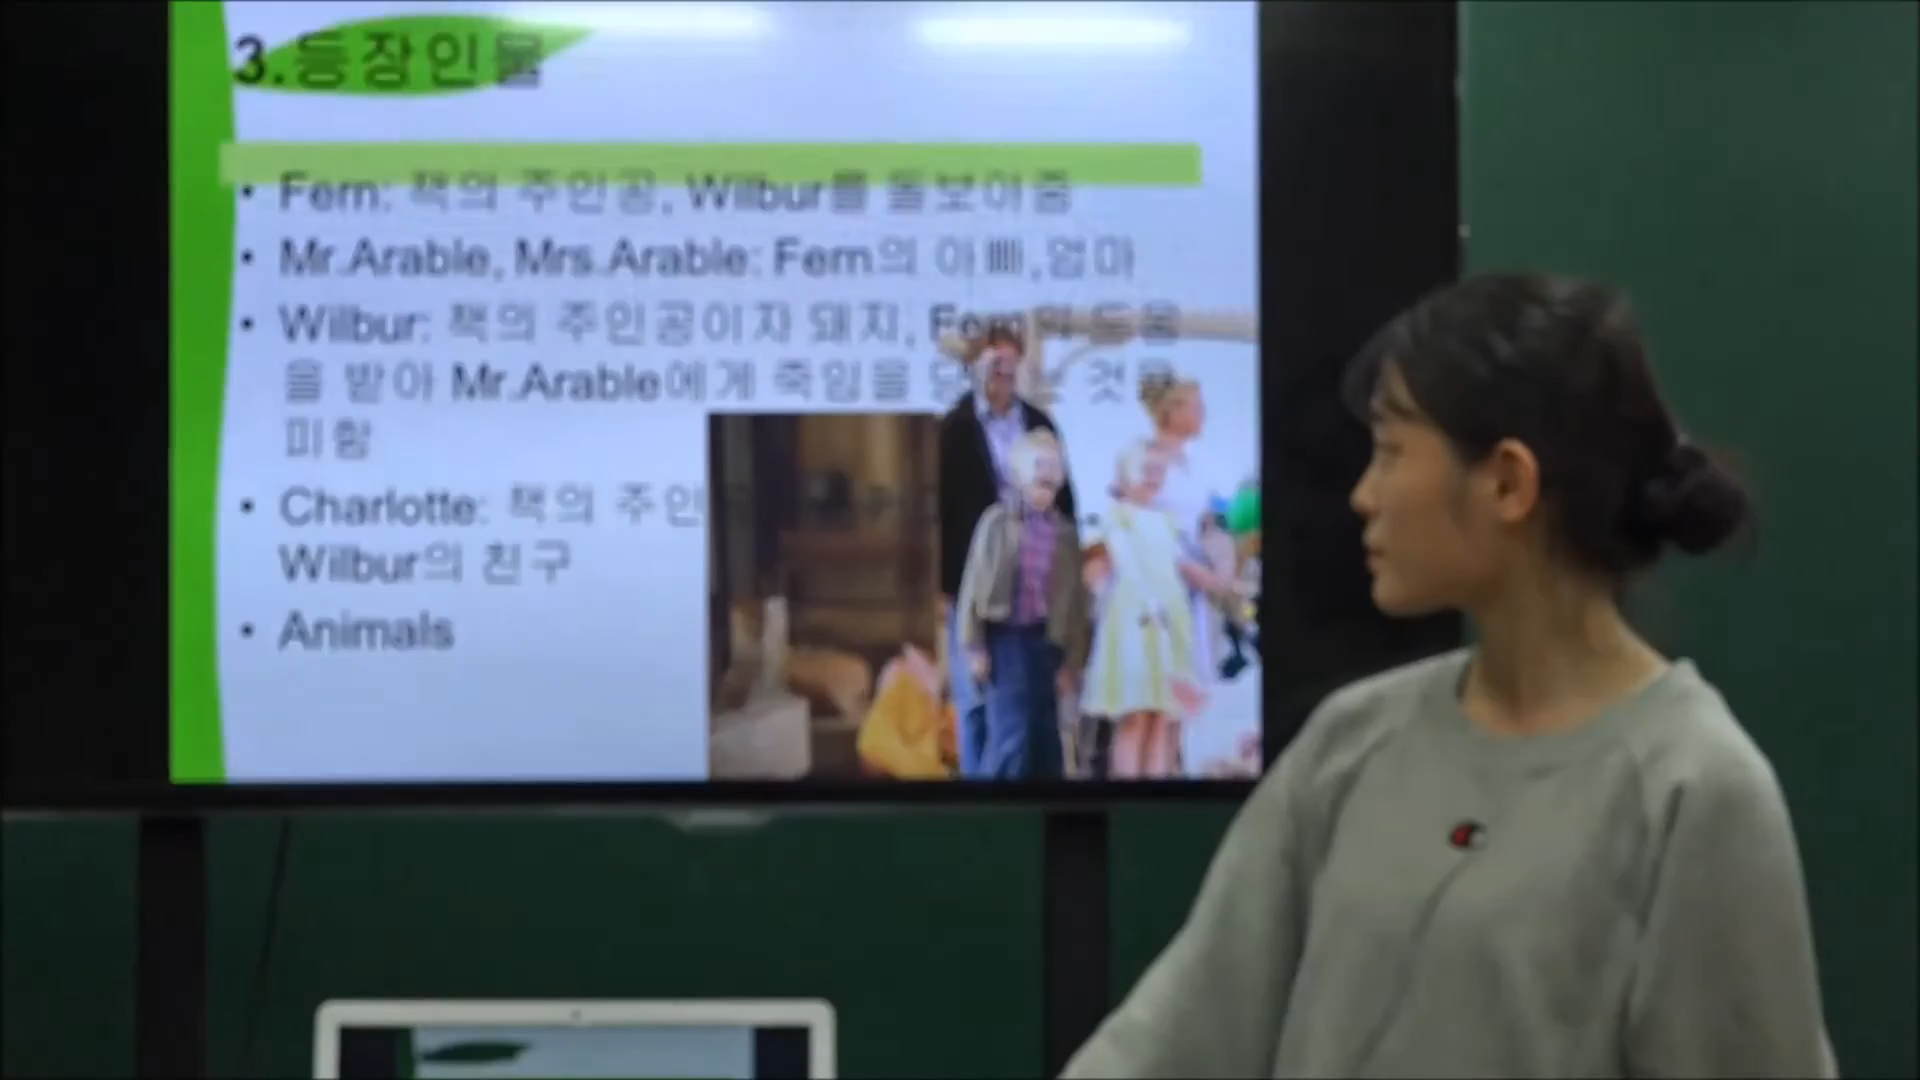 3.등장인물
• Fern: 책의 주인공, Wilbur를 돌보아줌
• Mr.Arable, Mrs.Arable: Fern의 아빠,엄마
• Wilbur: 책의 주인공이자 돼지, Fern의 도움
을 받아 Mr.Arable에게 죽임을 것을
미함
• Charlotte: 책의 주인
Wilbur의 친구
• Animals